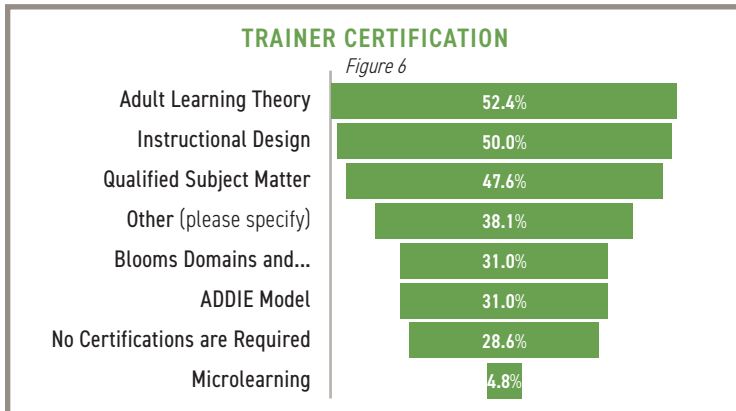 TRAINER CERTIFICATION
Figure 6
Adult Learning Theory 52.4%
Instructional Design 50.0%
Qualified Subject Matter 47.6%
Other (please specify) 38.1%
Blooms Domains and... 31.0%
ADDIE Model 31.0%
No Certifications are Required 28.6%
Microlearning 4.8%